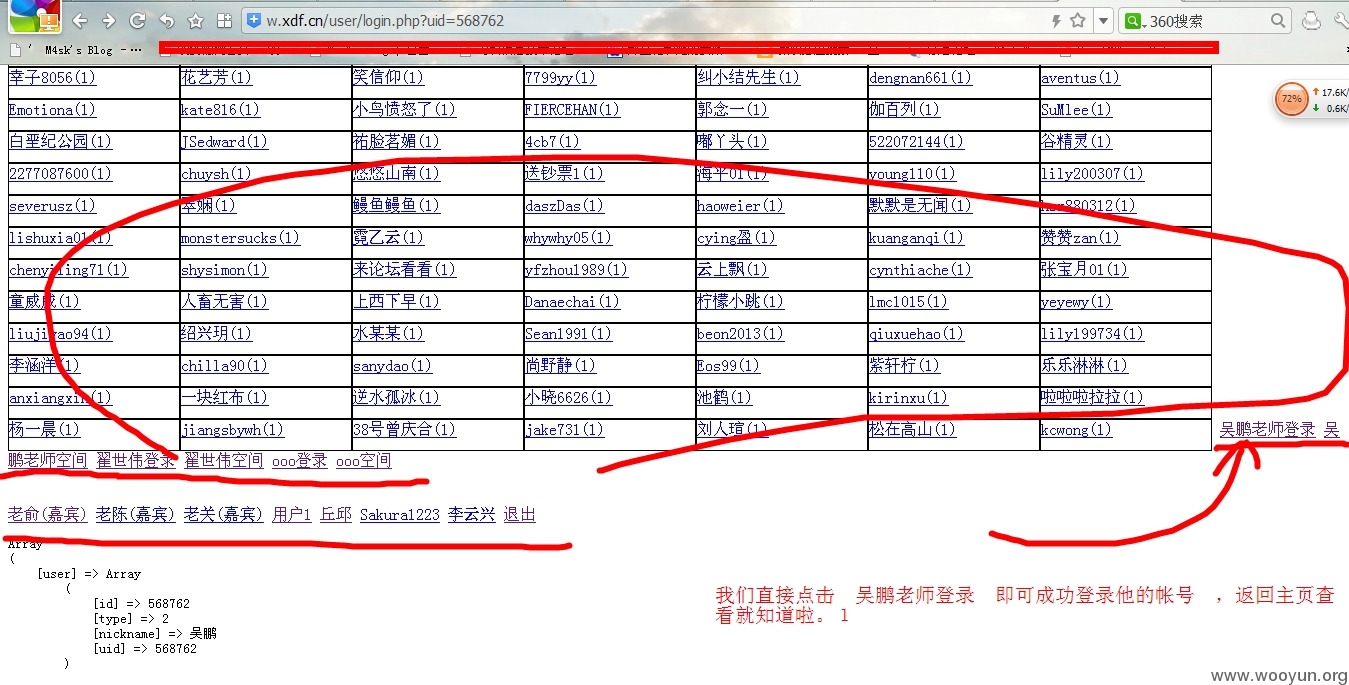 w.xdf.cn/user/login.php?uid=568762 360搜索
' M4sk's Blog - ...
幸子8056(1) 花艺芳(1) 笑信仰(1) 7799yy(1) 纠小结先生(1) dengnan661(1) aventus(1)
72% 17.6K/
0.6K/
Emotiona(1) kate816(1) 小鸟愤怒了(1) FIERCEHAN(1) 郭念一(1) 伽百列(1) SuMlee(1)
白垩纪公园(1) JSedward(1) 祐脸茗媚(1) 4cb7(1) 嘟丫头(1) 522072144(1) 谷精灵(1)
2277087600(1) chuysh(1) 悠悠山南(1) 送钞票1(1) 海平01(1) young110(1) lily200307(1)
severusz(1) 翠娴(1) 鳗鱼鳗鱼(1) daszDas(1) haoweier(1) 默默是无闻(1)
lishuxia01(1) monstersucks(1) 霓乙云(1) whywhy05(1) cying盈(1) kuanganqi(1) 赞赞zan(1)
chenyiling71(1) shysimon(1) 来论坛看看(1) yfzhou1989(1) 云上飘(1) cynthiache(1) 张宝月01(1)
童威威(1) 人畜无害(1) 上西下早(1) Danaechai(1) 柠檬小跳(1) lmc1015(1) yeyewy(1)
liujiyao94(1) 绍兴玥(1) 水某某(1) Sean1991(1) beon2013(1) qiuxuehao(1) lily199734(1)
李涵洋(1) chilla90(1) sanydao(1) 尚野静(1) Eos99(1) 紫轩柠(1) 乐乐淋淋(1)
anxiangxin(1) 一块红布(1) 逆水孤冰(1) 小晓6626(1) 池鹤(1) kirinxu(1) 啦啦啦拉拉(1)
杨一晨(1) jiangsbywh(1) 38号曾庆合(1) jake731(1) 刘人瑄(1) 松在高山(1) kcwong(1) 吴鹏老师登录 吴
鹏老师空间 翟世伟登录 翟世伟空间 ooo登录 ooo空间
老俞(嘉宾) 老陈(嘉宾) 老关(嘉宾) 用户1 丘邱 Sakura1223 李云兴 退出
Array
(
[user] => Array
(
[id] => 568762
[type] => 2
[nickname] => 吴鹏
[uid] => 568762
)
我们直接点击 吴鹏老师登录 即可成功登录他的帐号 ，返回主页查
看就知道啦。1
www.wooyun.org